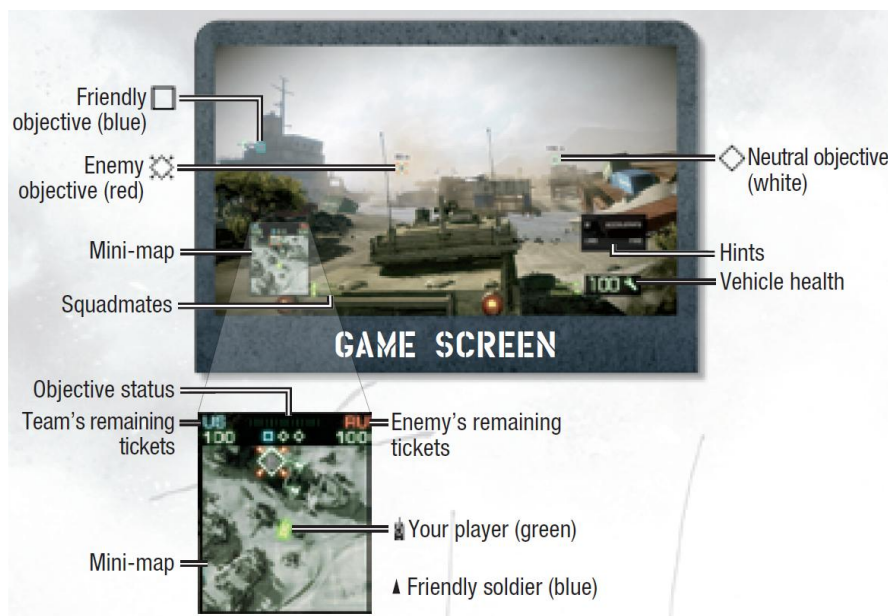 Friendly
objective (blue)
Enemy
objective (red)
Neutral objective
(white)
Mini-map
Hints
100
Vehicle health
Squadmates
GAME SCREEN
Objective status
Team's remaining
tickets
US
RU
100
100
Enemy's remaining
tickets
Your player (green)
Mini-map
Friendly soldier (blue)